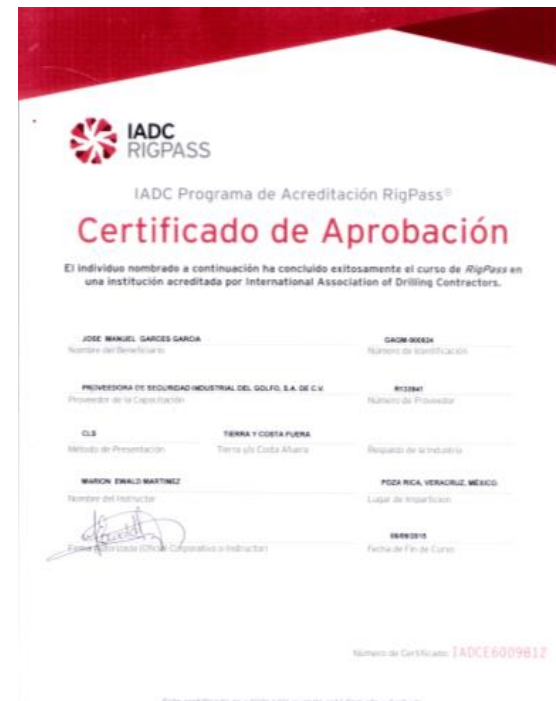 IADC
RIGPASS
IADC Programa de Acreditación RigPass®
Certificado de Aprobación
El individuo nombrado a continuación ha concluido exitosamente el curso de RigPass en
una institución acreditada por International Association of Drilling Contractors.
JOSE MANUEL GARCES GARCIA
Nombre del Beneficiario
Número de Identificación
PROVEEDORA DE SEGURIDAD INDUSTRIAL DEL GOLFO, S.A. DE C.V.
Proveedor de la Capacitación
Número de Proveedor
CLS TIERRA Y COSTA FUERA
Método de Presentación Tierra y/o Costa Afuera Respaldo de la Industria
MARION EWALD MARTINEZ POZA RICA, VERACRUZ, MÉXICO.
Nombre del Instructor Lugar de Impartición
Firma Autorizada (Oficial Corporativo o Instructor) Fecha de Fin de Curso
Número de Certificado: IADCE6009812